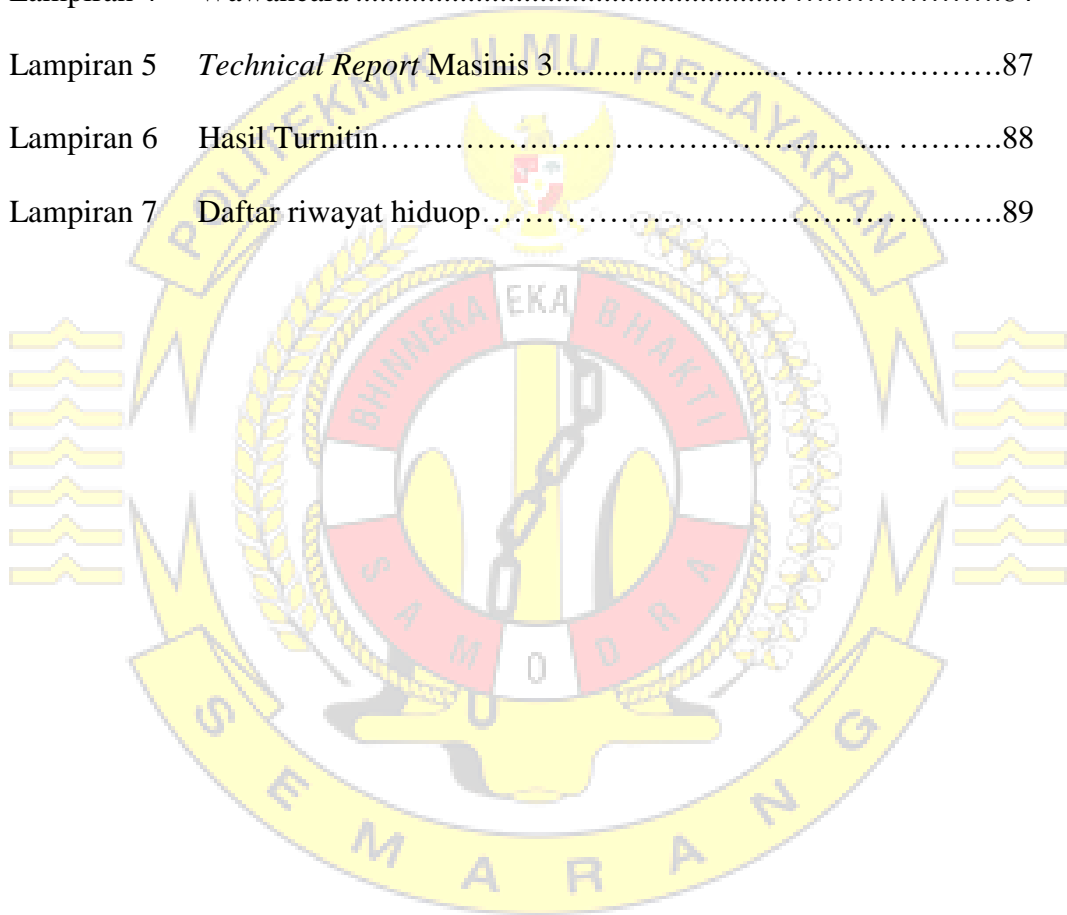 Lampiran 5 Technical Report Masinis 3............................. ….……………….87
Lampiran 6 Hasil Turnitin……………………………………......... ……….88
Lampiran 7 Daftar riwayat hiduop………………………………… ……….89
POLITEKNIK ILMU PELAYARAN
BHINNEKA EKA BHAKTI
SAMODRA
SEMARANG